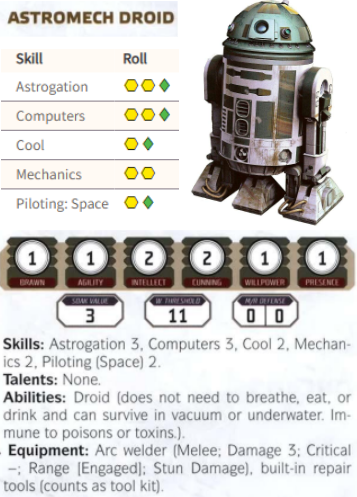 ASTROMECH DROID
Skill Roll
Astrogation
Computers
Cool
Mechanics
Piloting: Space
1 1 2 2 1 1
BRAWN AGILITY INTELLECT CUNNING WILLPOWER PRESENCE
SOAK VALUE W THRESHOLD M/R DEFENSE
3 11 0 0
Skills: Astrogation 3, Computers 3, Cool 2, Mechan-
ics 2, Piloting (Space) 2.
Talents: None.
Abilities: Droid (does not need to breathe, eat, or
drink and can survive in vacuum or underwater. Im-
mune to poisons or toxins.).
Equipment: Arc welder (Melee; Damage 3; Critical
–; Range [Engaged]; Stun Damage), built-in repair
tools (counts as tool kit).